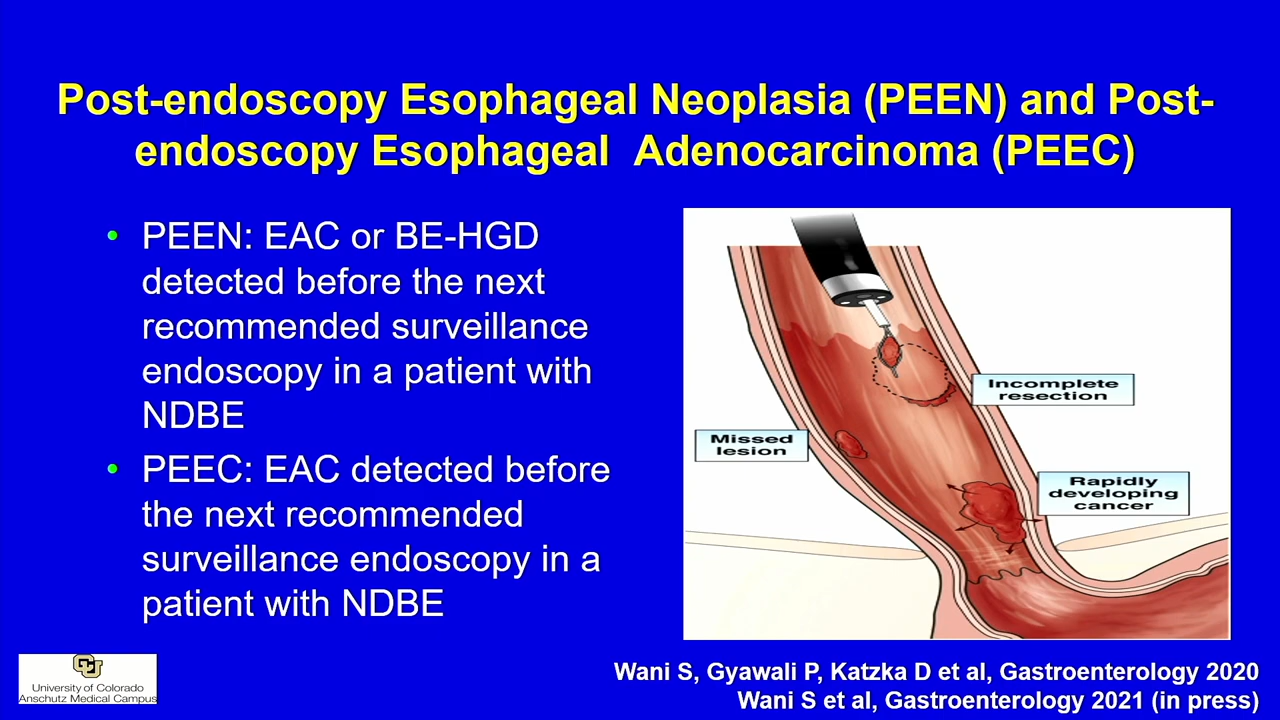 Post-endoscopy Esophageal Neoplasia (PEEN) and Post-
endoscopy Esophageal Adenocarcinoma (PEEC)
• PEEN: EAC or BE-HGD
detected before the next
recommended surveillance
endoscopy in a patient with
NDBE
• PEEC: EAC detected before
the next recommended
surveillance endoscopy in a
patient with NDBE
Incomplete
resection
Missed
lesion
Rapidly
developing
cancer
CU
University of Colorado
Anschutz Medical Campus
Wani S, Gyawali P, Katzka D et al, Gastroenterology 2020
Wani S et al, Gastroenterology 2021 (in press)